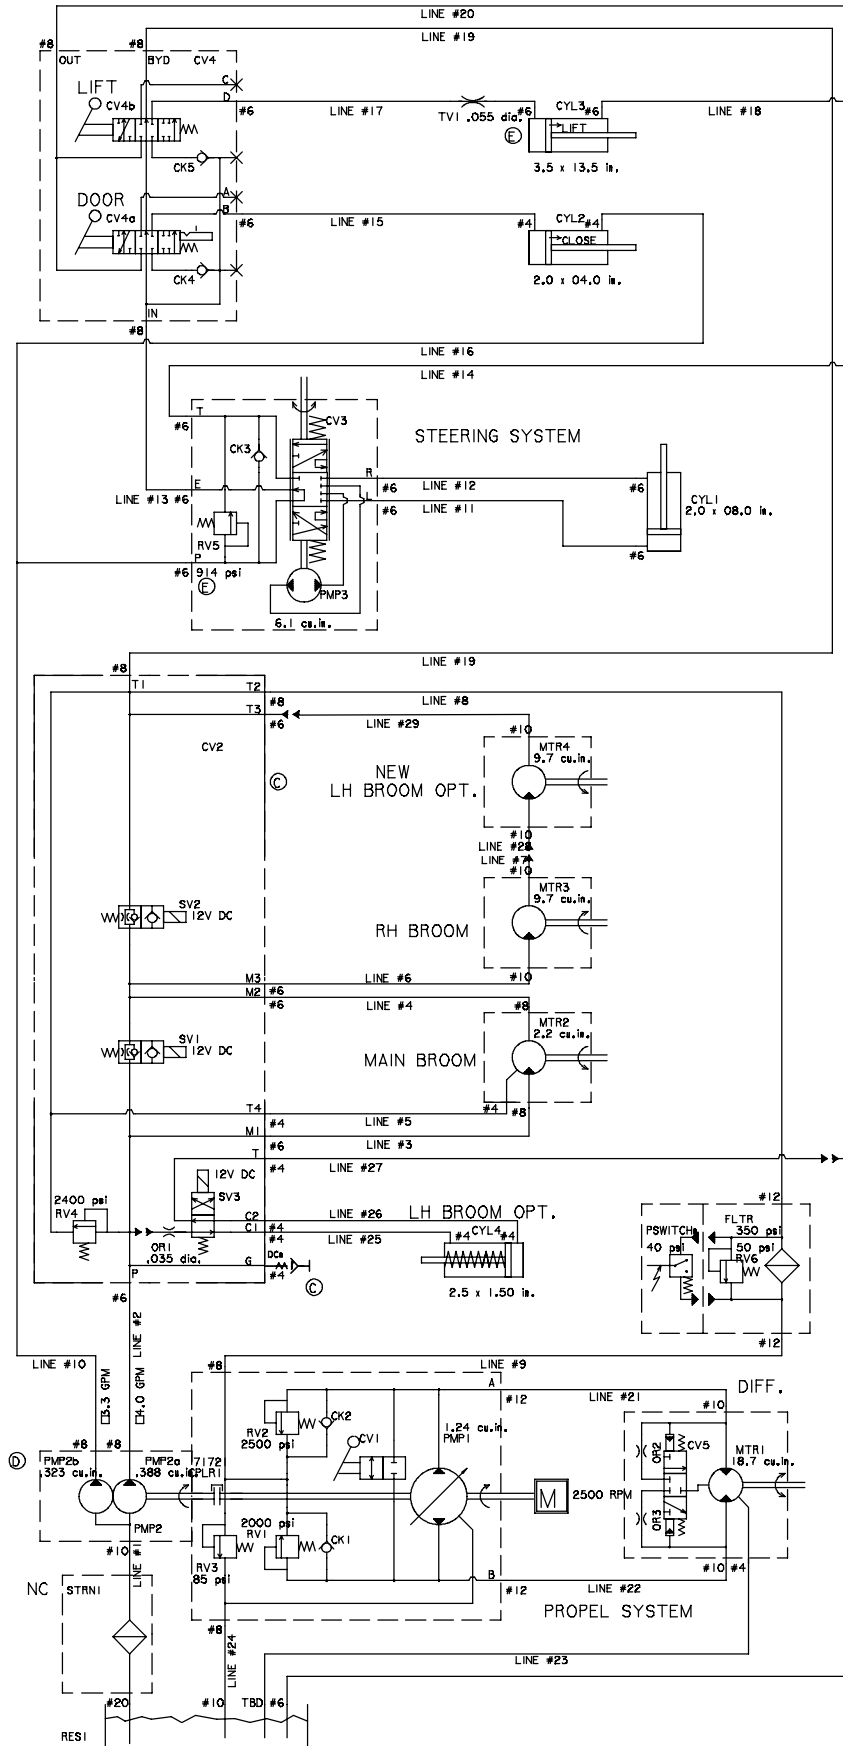 LINE #20
LINE #19
#8
#8
OUT
BYD
CV4
LIFT
CV4b
C
D
#6
LINE #17
TV1 .055 dia.
E
#6
CYL3
#6
LINE #18
LIFT
3.5 x 13.5 in.
CK5
DOOR
CV4a
A
B
#6
LINE #15
#4
CYL2
#4
CLOSE
2.0 x 04.0 in.
CK4
IN
#8
LINE #16
LINE #14
T
#6
CV3
CK3
STEERING SYSTEM
E
LINE #13 #6
R
#6
LINE #12
#6
L
#6
LINE #11
#6
CYL1
2.0 x 08.0 in.
RV5
P
#6
914 psi
E
PMP3
6.1 cu.in.
LINE #19
#8
T1
T2
#8
LINE #8
T3
#6
LINE #29
CV2
C
#10
MTR4
9.7 cu.in.
NEW
LH BROOM OPT.
#10
LINE #28
LINE #7
#10
MTR3
9.7 cu.in.
SV2
12V DC
RH BROOM
#10
M3
#6
LINE #6
M2
#6
LINE #4
#8
SV1
12V DC
MTR2
2.2 cu.in.
MAIN BROOM
T4
#4
LINE #5
#4
#8
M1
#6
LINE #3
T
#4
LINE #27
12V DC
SV3
2400 psi
RV4
OR1
.035 dia.
C2
#4
LINE #26
C1
#4
LINE #25
LH BROOM OPT.
#4
CYL4
#4
2.5 x 1.50 in.
G
#4
DCa
C
P
#6
LINE #2
#12
PSWITCHa
40 psi
FLTR
350 psi
50 psi
RV6
#12
LINE #10
3.3 GPM
4.0 GPM
#8
LINE #9
A
#12
LINE #21
DIFF.
#10
RV2
2500 psi
CK2
CV1
1.24 cu.in.
PMP1
OR2
CV5
MTR1
18.7 cu.in.
OR3
D
#8
#8
PMP2b
.323 cu.in.
PMP2a
.388 cu.in.
7172
CPLR1
PMP2
M
2500 RPM
2000 psi
RV1
CK1
RV3
85 psi
B
#12
LINE #22
#10
#4
#10
LINE #1
NC
STRN1
#8
LINE #24
PROPEL SYSTEM
LINE #23
#20
#10
TBD
#6
RES1